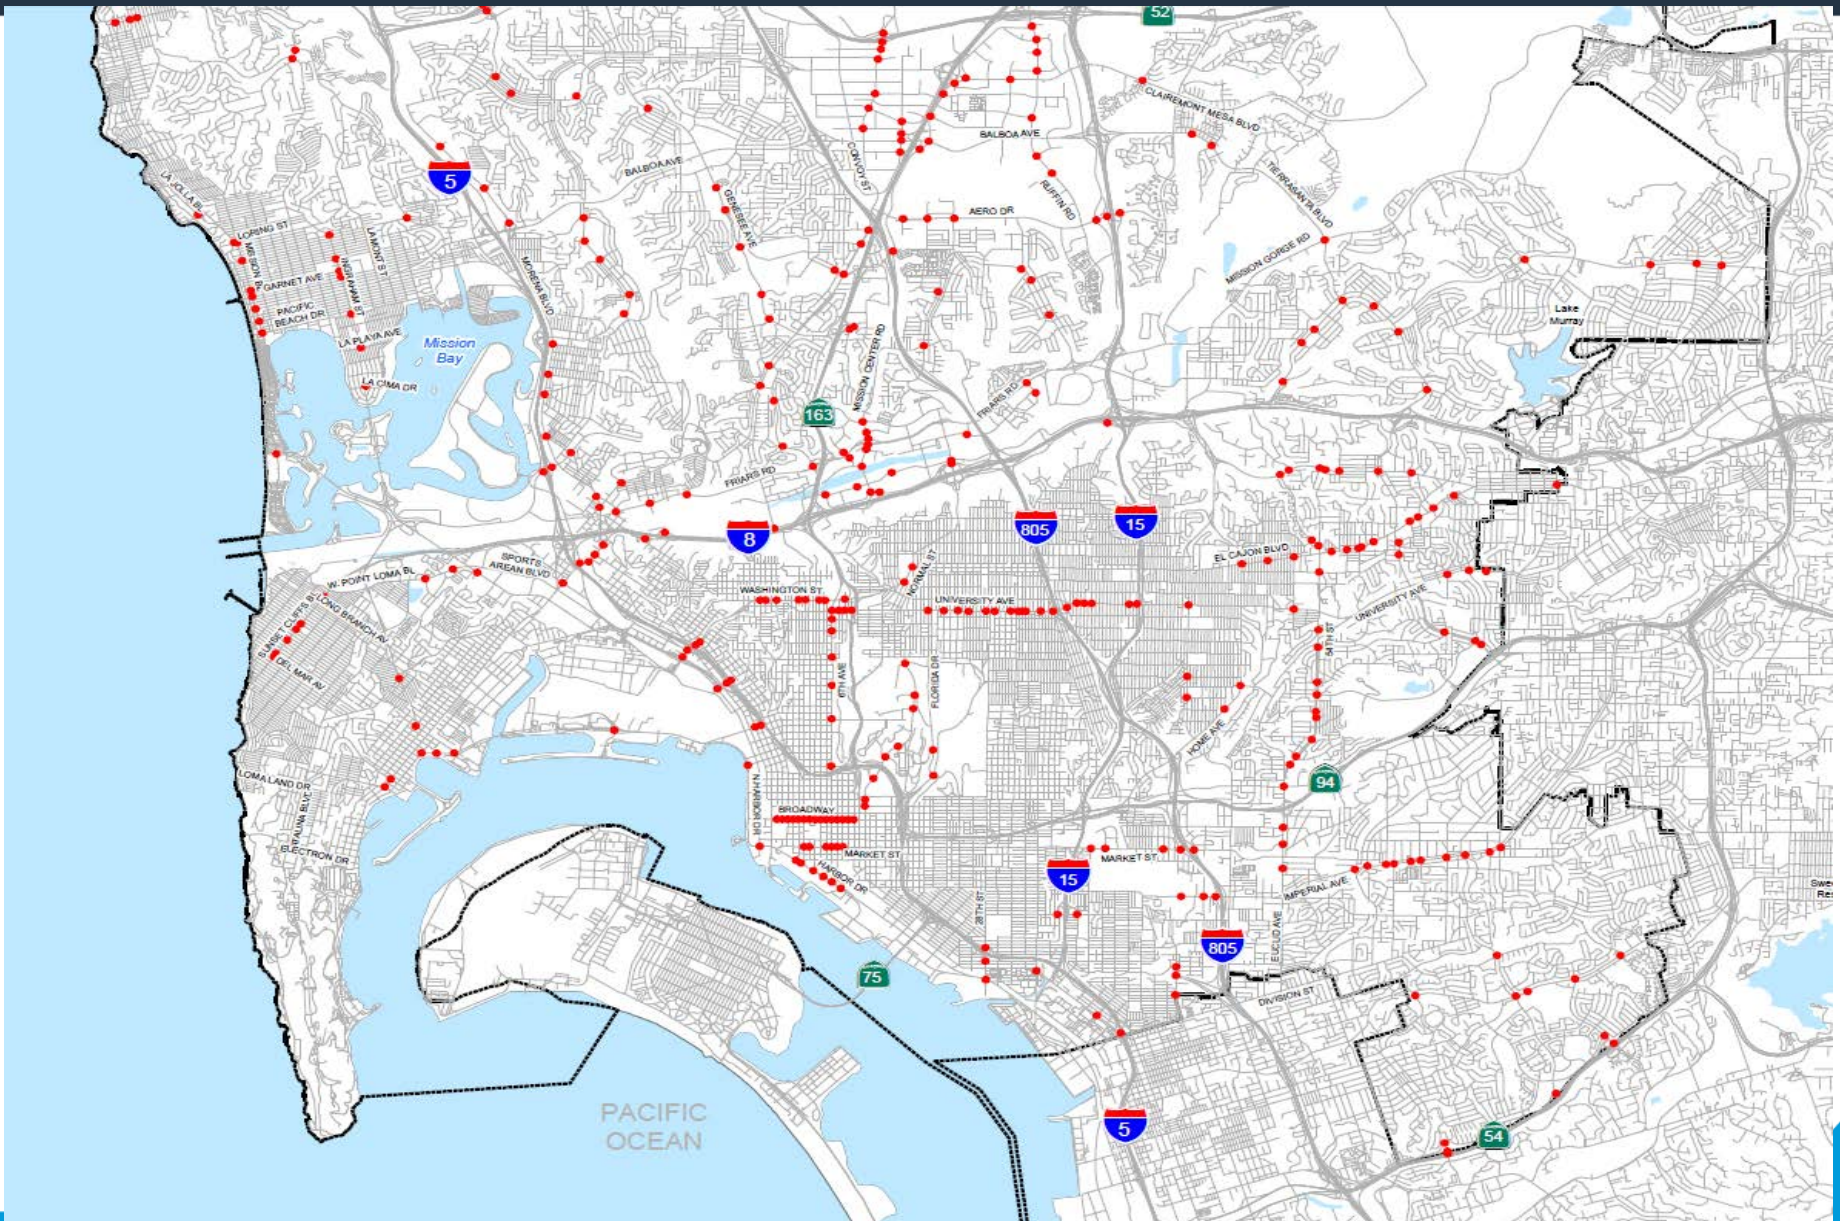 52
CLAIREMONT MESA BLVD
BALBOA AVE
CONVOY ST
BALBOA AVE
5
LA JOLLA BL
GENESEE AVE
RUFFIN RD
TIERRASANTA BLVD
AERO DR
LORING ST
LAMONT ST
MISSION B
MISSION GORGE RD
INGRAHAM ST
GARNET AVE
MORENA BLVD
PACIFIC
BEACH DR
Lake
Murray
LA PLAYA AVE
Mission
Bay
MISSION CENTER RD
LA CIMA DR
FRIARS RD
163
FRIARS RD
8
805
15
EL CAJON BLVD
SPORTS
AREAN BLVD
W. POINT LOMA BL
NORMAL ST
WASHINGTON ST
UNIVERSITY AVE
UNIVERSITY AVE
SUNSET CLIFFS B
LONG BRANCH AV
54TH ST
DEL MAR AV
6TH AVE
FLORIDA DR
HOME AVE
LOMA LAND DR
N HARBOR DR
94
BROADWAY
CATALINA BLVD
ELECTRON DR
MARKET ST
MARKET ST
HARBOR DR
15
IMPERIAL AVE
Swee
Res
28TH ST
EUCLID AVE
805
75
DIVISION ST
PACIFIC
OCEAN
5
54